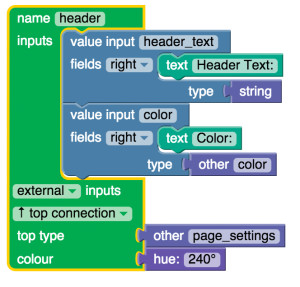 name header
inputs value input header_text
fields right text Header Text:
type string
value input color
fields right text Color:
type other color
external inputs
↑ top connection
top type other page_settings
colour hue: 240°